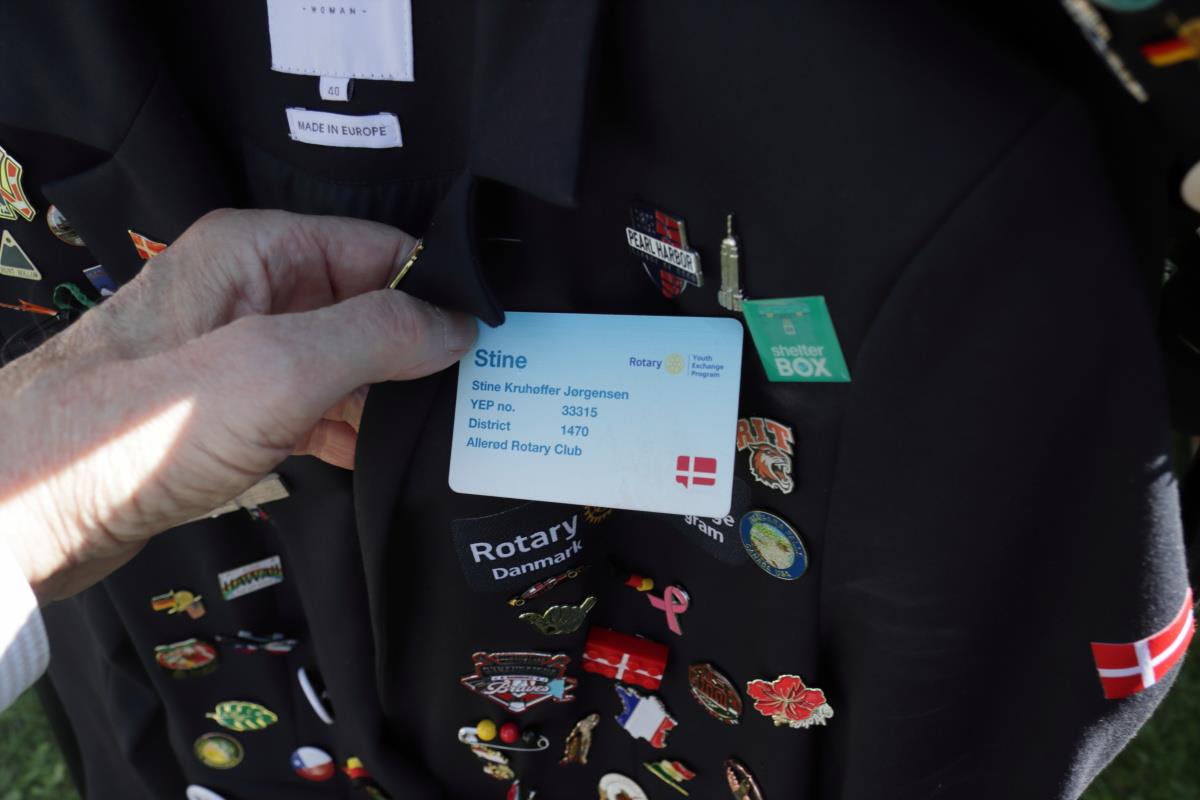 - WOMAN -
40
MADE IN EUROPE
PEARL HARBOR
shelter
BOX
Stine
Rotary
Youth
Exchange
Program
Stine Kruhøffer Jørgensen
YEP no. 33315
District 1470
Allerød Rotary Club
RIT
Rotary
Danmark
gram
HAWAII
Braves